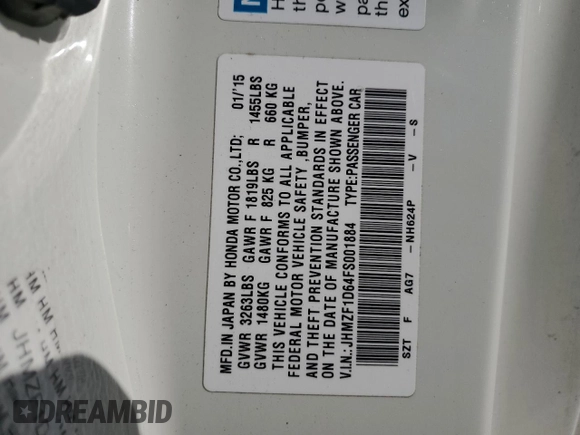 MFD.IN JAPAN BY HONDA MOTOR CO.,LTD; 01/'15
GVWR 3263LBS GAWR F 1819LBS R 1455LBS
GVWR 1480KG GAWR F 825 KG R 660 KG
THIS VEHICLE CONFORMS TO ALL APPLICABLE
FEDERAL MOTOR VEHICLE SAFETY ,BUMPER,
AND THEFT PREVENTION STANDARDS IN EFFECT
ON THE DATE OF MANUFACTURE SHOWN ABOVE.
V.I.N.: JHMZF1D64FS001884 TYPE:PASSENGER CAR
SZT F AG7 -NH624P -V -S
DREAMBID